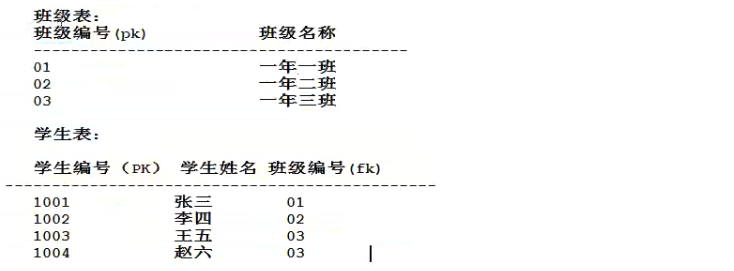 班级表：
班级编号(pk) 班级名称
----------------------------------------
01 一年一班
02 一年二班
03 一年三班
学生表：
学生编号（PK） 学生姓名 班级编号(fk)
----------------------------------------------
1001 张三 01
1002 李四 02
1003 王五 03
1004 赵六 03